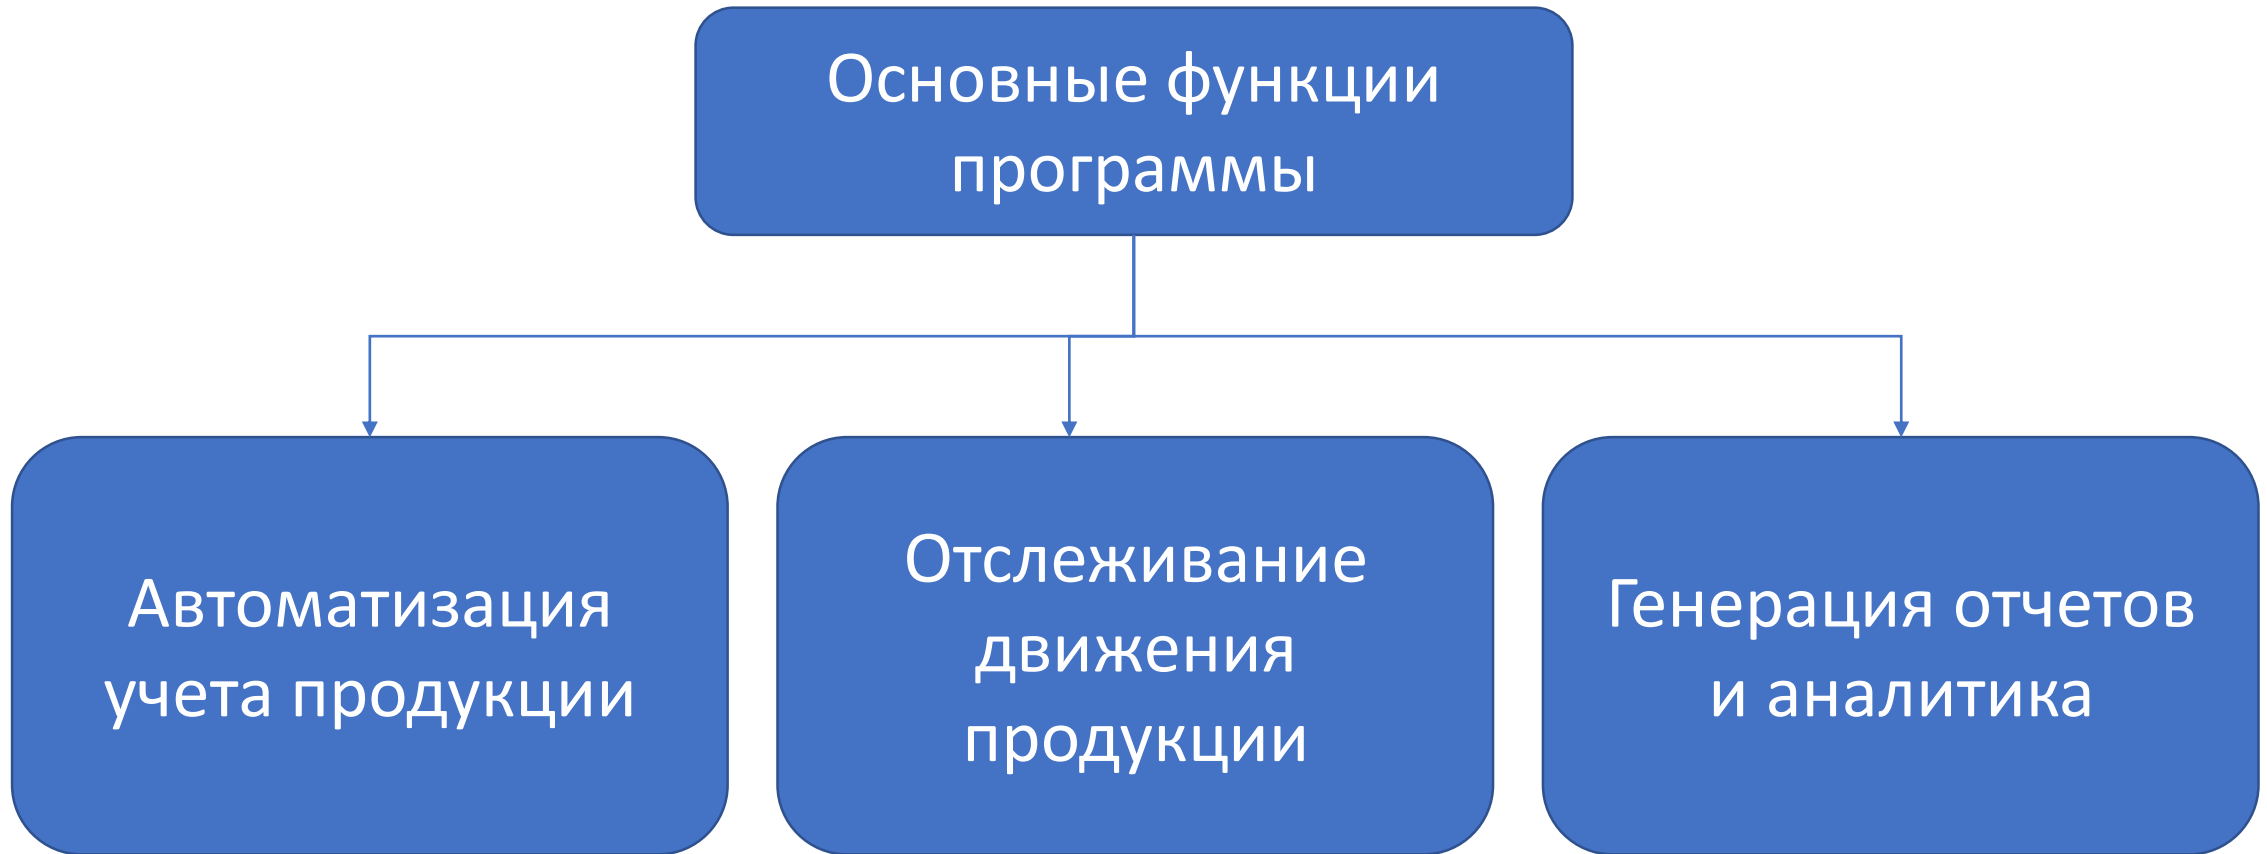 Основные функции
программы
Автоматизация
учета продукции
Отслеживание
движения
продукции
Генерация отчетов
и аналитика